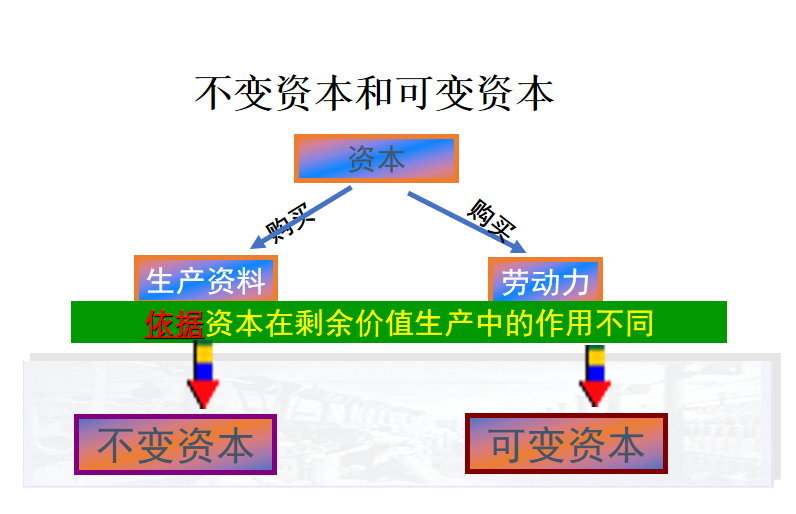 不变资本和可变资本
资本
购买
购买
生产资料
劳动力
依据资本在剩余价值生产中的作用不同
不变资本
可变资本